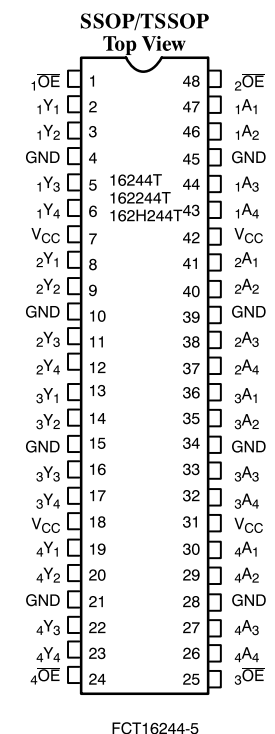 SSOP/TSSOP
Top View
1OE 1 48 2OE
1Y1 2 47 1A1
1Y2 3 46 1A2
GND 4 45 GND
1Y3 5 16244T 44 1A3
1Y4 6 162244T 43 1A4
162H244T
VCC 7 42 VCC
2Y1 8 41 2A1
2Y2 9 40 2A2
GND 10 39 GND
2Y3 11 38 2A3
2Y4 12 37 2A4
3Y1 13 36 3A1
3Y2 14 35 3A2
GND 15 34 GND
3Y3 16 33 3A3
3Y4 17 32 3A4
VCC 18 31 VCC
4Y1 19 30 4A1
4Y2 20 29 4A2
GND 21 28 GND
4Y3 22 27 4A3
4Y4 23 26 4A4
4OE 24 25 3OE
FCT16244-5